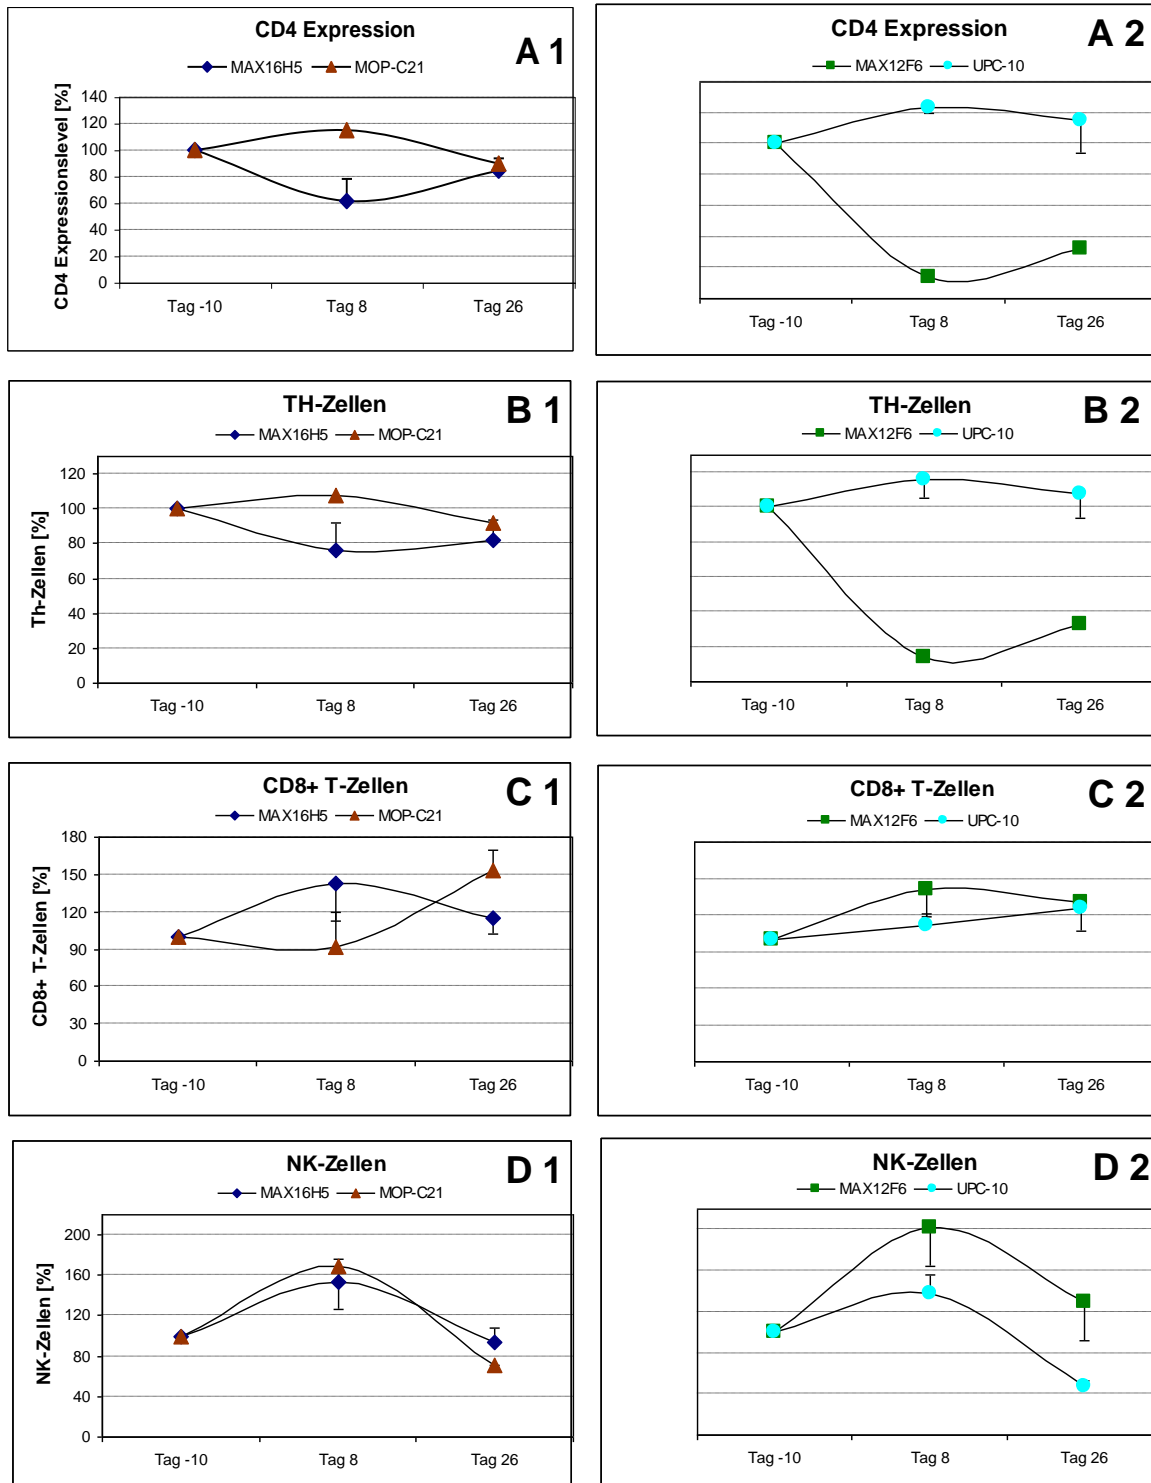 CD4 Expression
A 1
MAX16H5 MOP-C21
CD4 Expressionslevel [%]
140
120
100
80
60
40
20
0
Tag -10 Tag 8 Tag 26
CD4 Expression
A 2
MAX12F6 UPC-10
Tag -10 Tag 8 Tag 26
TH-Zellen
B 1
MAX16H5 MOP-C21
Th-Zellen [%]
120
100
80
60
40
20
0
Tag -10 Tag 8 Tag 26
TH-Zellen
B 2
MAX12F6 UPC-10
Tag -10 Tag 8 Tag 26
CD8+ T-Zellen
C 1
MAX16H5 MOP-C21
CD8+ T-Zellen [%]
180
150
120
90
60
30
0
Tag -10 Tag 8 Tag 26
CD8+ T-Zellen
C 2
MAX12F6 UPC-10
Tag -10 Tag 8 Tag 26
NK-Zellen
D 1
MAX16H5 MOP-C21
NK-Zellen [%]
200
160
120
80
40
0
Tag -10 Tag 8 Tag 26
NK-Zellen
D 2
MAX12F6 UPC-10
Tag -10 Tag 8 Tag 26